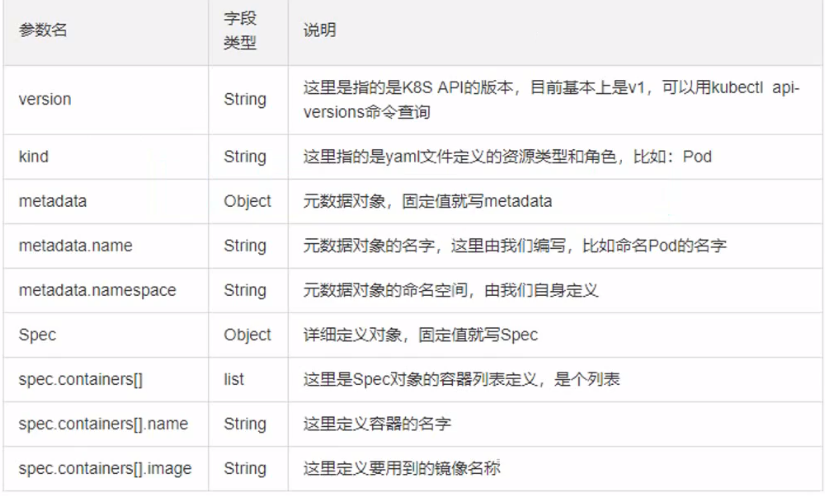 参数名
字段
类型
说明
version
String
这里是指的是K8S API的版本，目前基本上是v1，可以用kubectl api-
versions命令查询
kind
String
这里指的是yaml文件定义的资源类型和角色，比如：Pod
metadata
Object
元数据对象，固定值就写metadata
metadata.name
String
元数据对象的名字，这里由我们编写，比如命名Pod的名字
metadata.namespace
String
元数据对象的命名空间，由我们自身定义
Spec
Object
详细定义对象，固定值就写Spec
spec.containers[]
list
这里是Spec对象的容器列表定义，是个列表
spec.containers[].name
String
这里定义容器的名字
spec.containers[].image
String
这里定义要用到的镜像名称